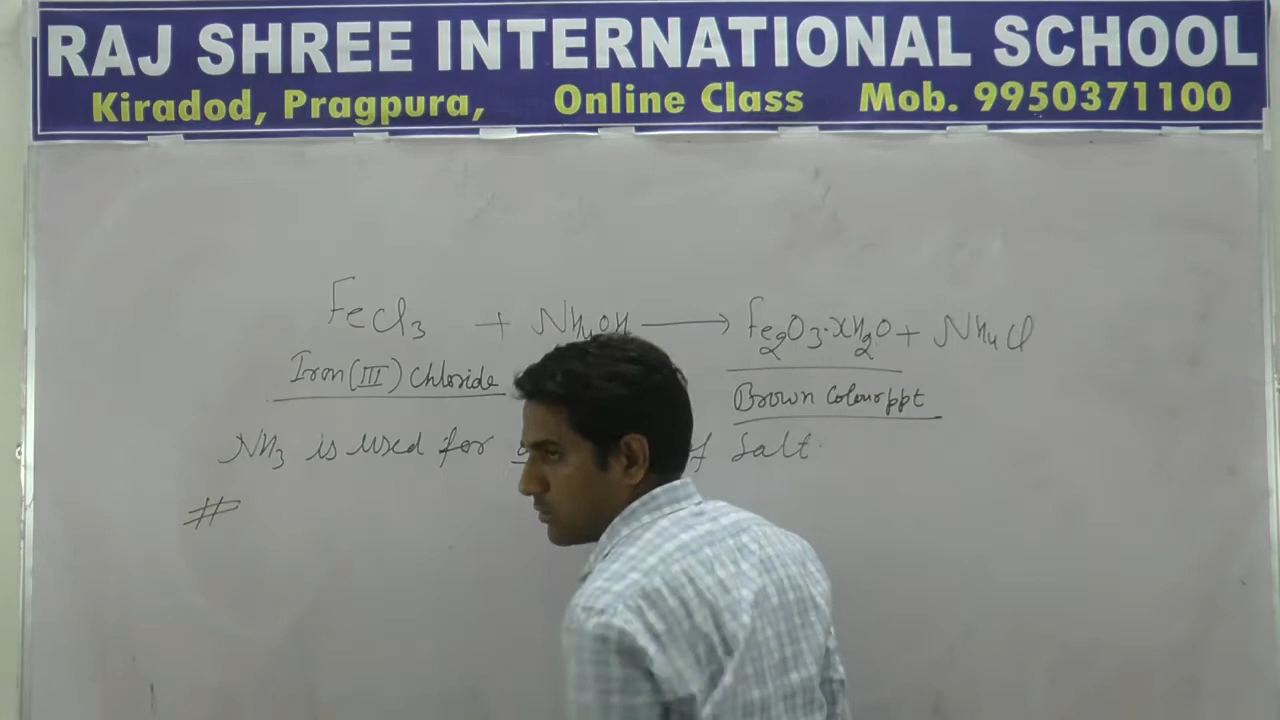 RAJ SHREE INTERNATIONAL SCHOOL
Kiradod, Pragpura, Online Class Mob. 9950371100
FeCl₃ + NH₄OH → Fe₂O₃·xH₂O + NH₄Cl
Iron (III) Chloride
Brown Colour ppt
NH₃ is used for of Salt.
#